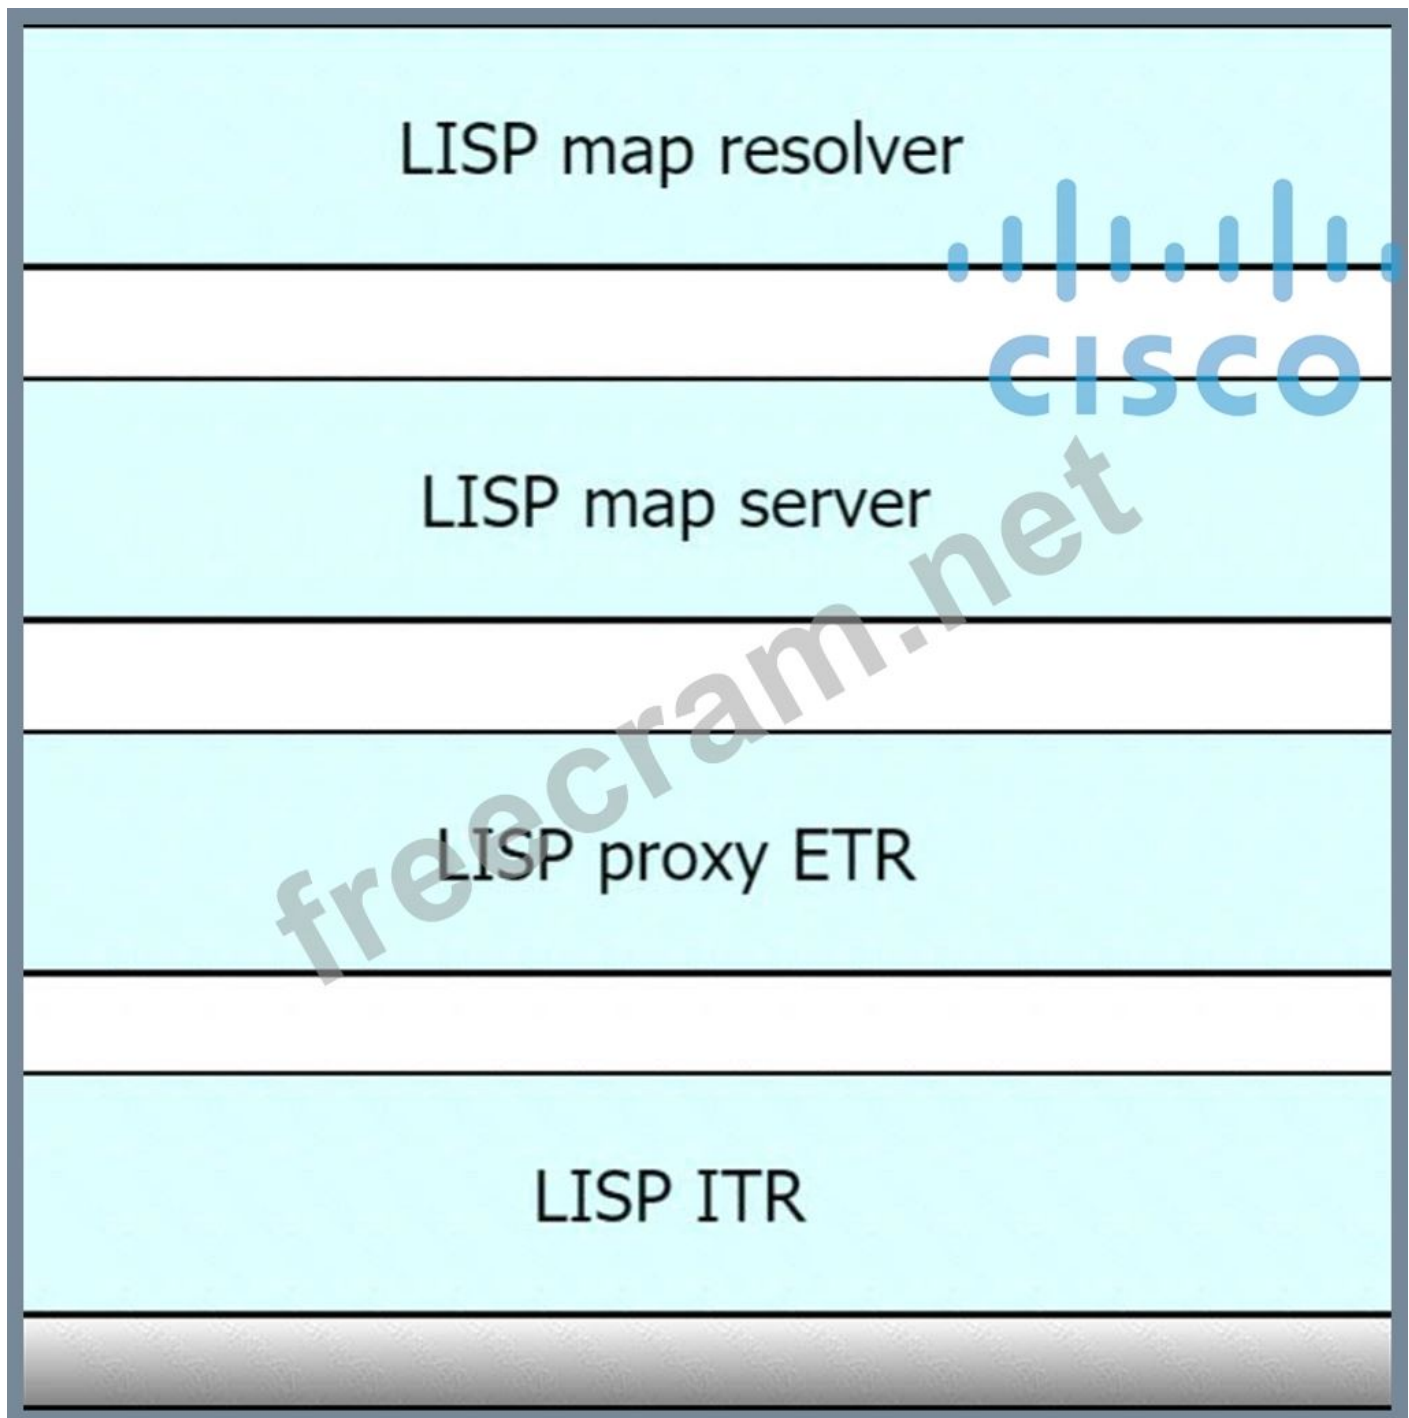 LISP map resolver
CISCO
LISP map server
freecram.net
LISP proxy ETR
LISP ITR